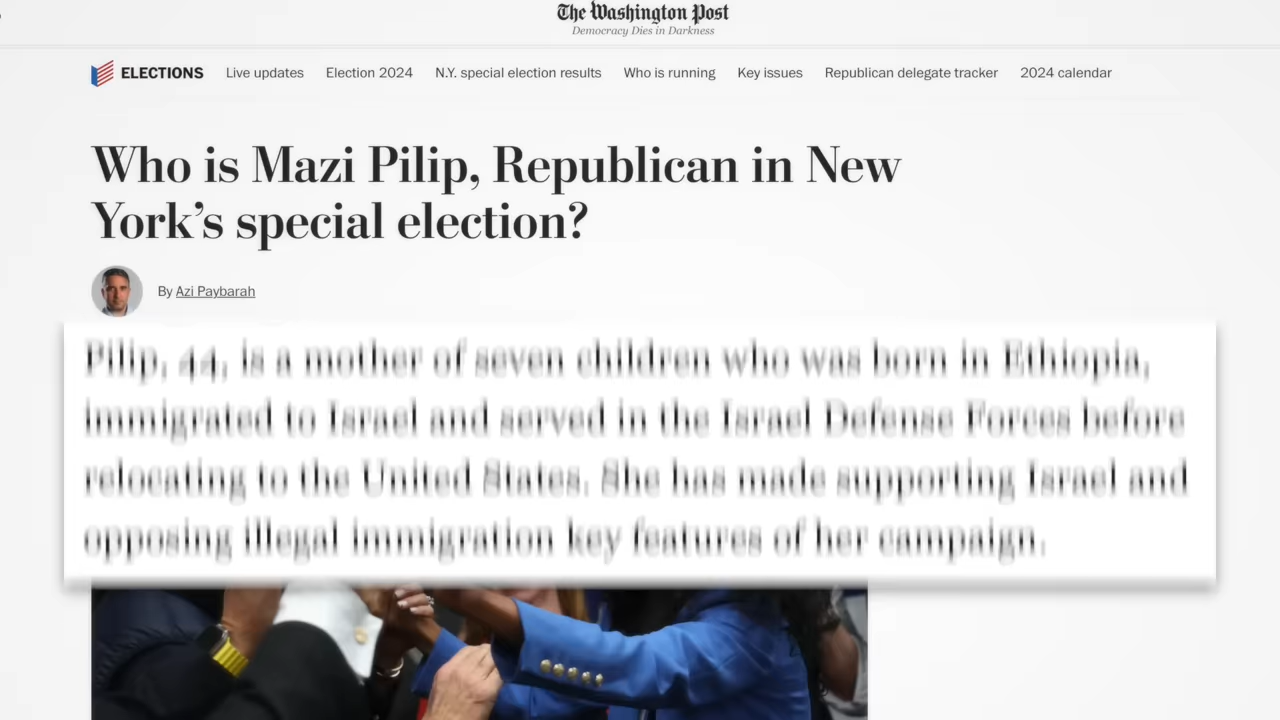 The Washington Post
Democracy Dies in Darkness
ELECTIONS Live updates Election 2024 N.Y. special election results Who is running Key issues Republican delegate tracker 2024 calendar
Who is Mazi Pilip, Republican in New
York’s special election?
By Azi Paybarah
Pilip, 44, is a mother of seven children who was born in Ethiopia,
immigrated to Israel and served in the Israel Defense Forces before
relocating to the United States. She has made supporting Israel and
opposing illegal immigration key features of her campaign.